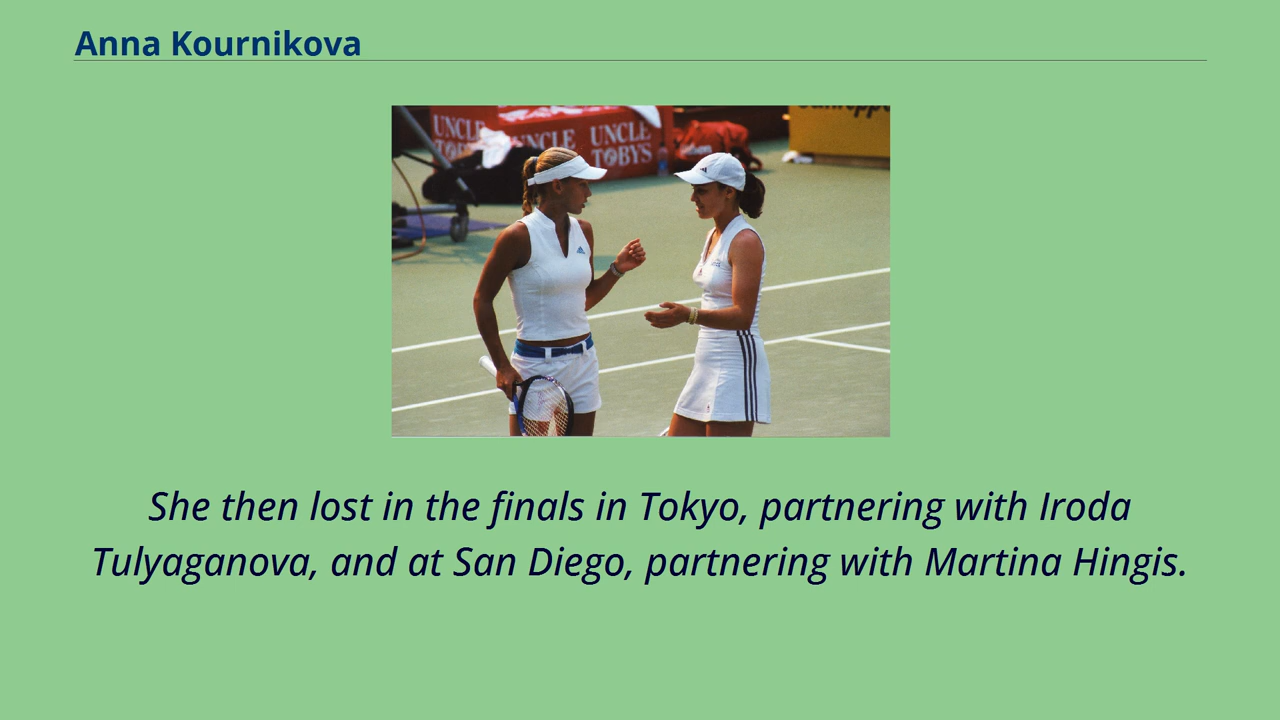 Anna Kournikova
UNCLE
TOBYS
UNCLE
UNCLE
TOBYS
She then lost in the finals in Tokyo, partnering with Iroda
Tulyaganova, and at San Diego, partnering with Martina Hingis.